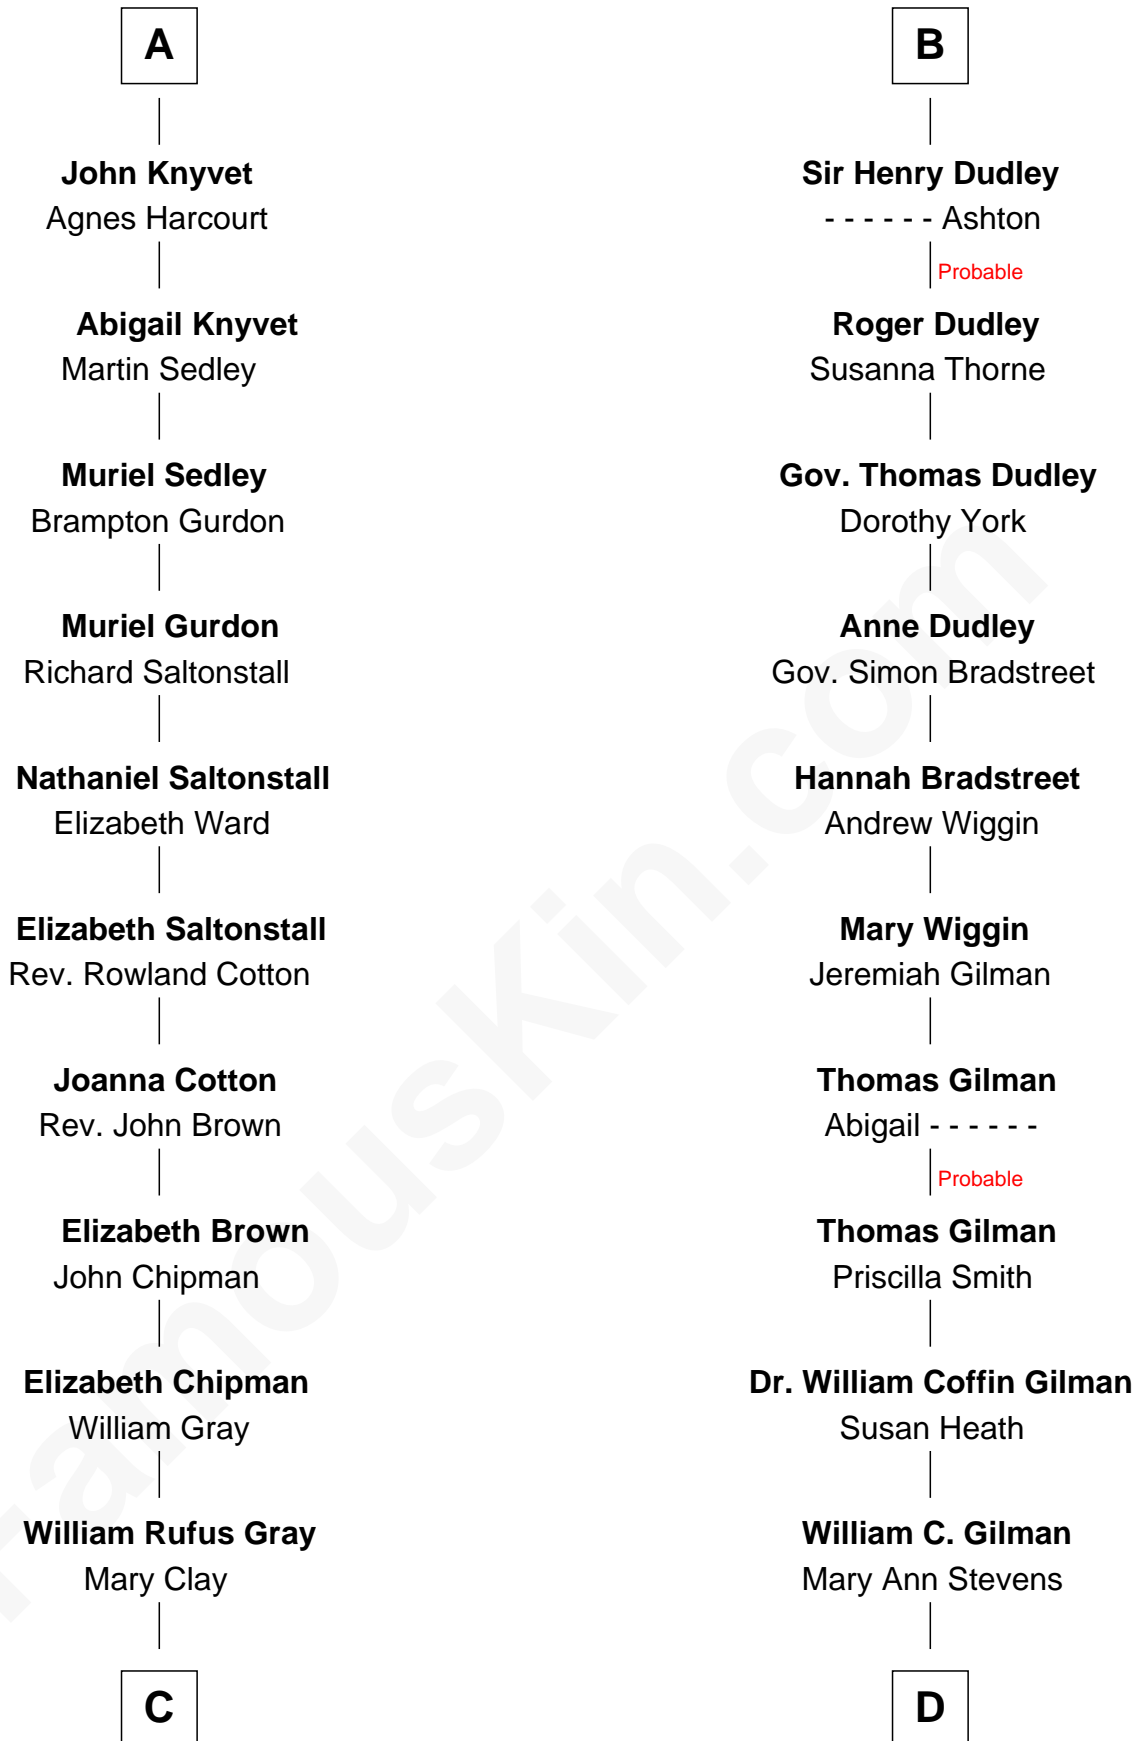 A
John Knyvet
Agnes Harcourt
Abigail Knyvet
Martin Sedley
Muriel Sedley
Brampton Gurdon
Muriel Gurdon
Richard Saltonstall
Nathaniel Saltonstall
Elizabeth Ward
Elizabeth Saltonstall
Rev. Rowland Cotton
Joanna Cotton
Rev. John Brown
Elizabeth Brown
John Chipman
Elizabeth Chipman
William Gray
William Rufus Gray
Mary Clay
C
B
Sir Henry Dudley
- - - - - - Ashton
Probable
Roger Dudley
Susanna Thorne
Gov. Thomas Dudley
Dorothy York
Anne Dudley
Gov. Simon Bradstreet
Hannah Bradstreet
Andrew Wiggin
Mary Wiggin
Jeremiah Gilman
Thomas Gilman
Abigail - - - - - -
Probable
Thomas Gilman
Priscilla Smith
Dr. William Coffin Gilman
Susan Heath
William C. Gilman
Mary Ann Stevens
D
FamousKin.com